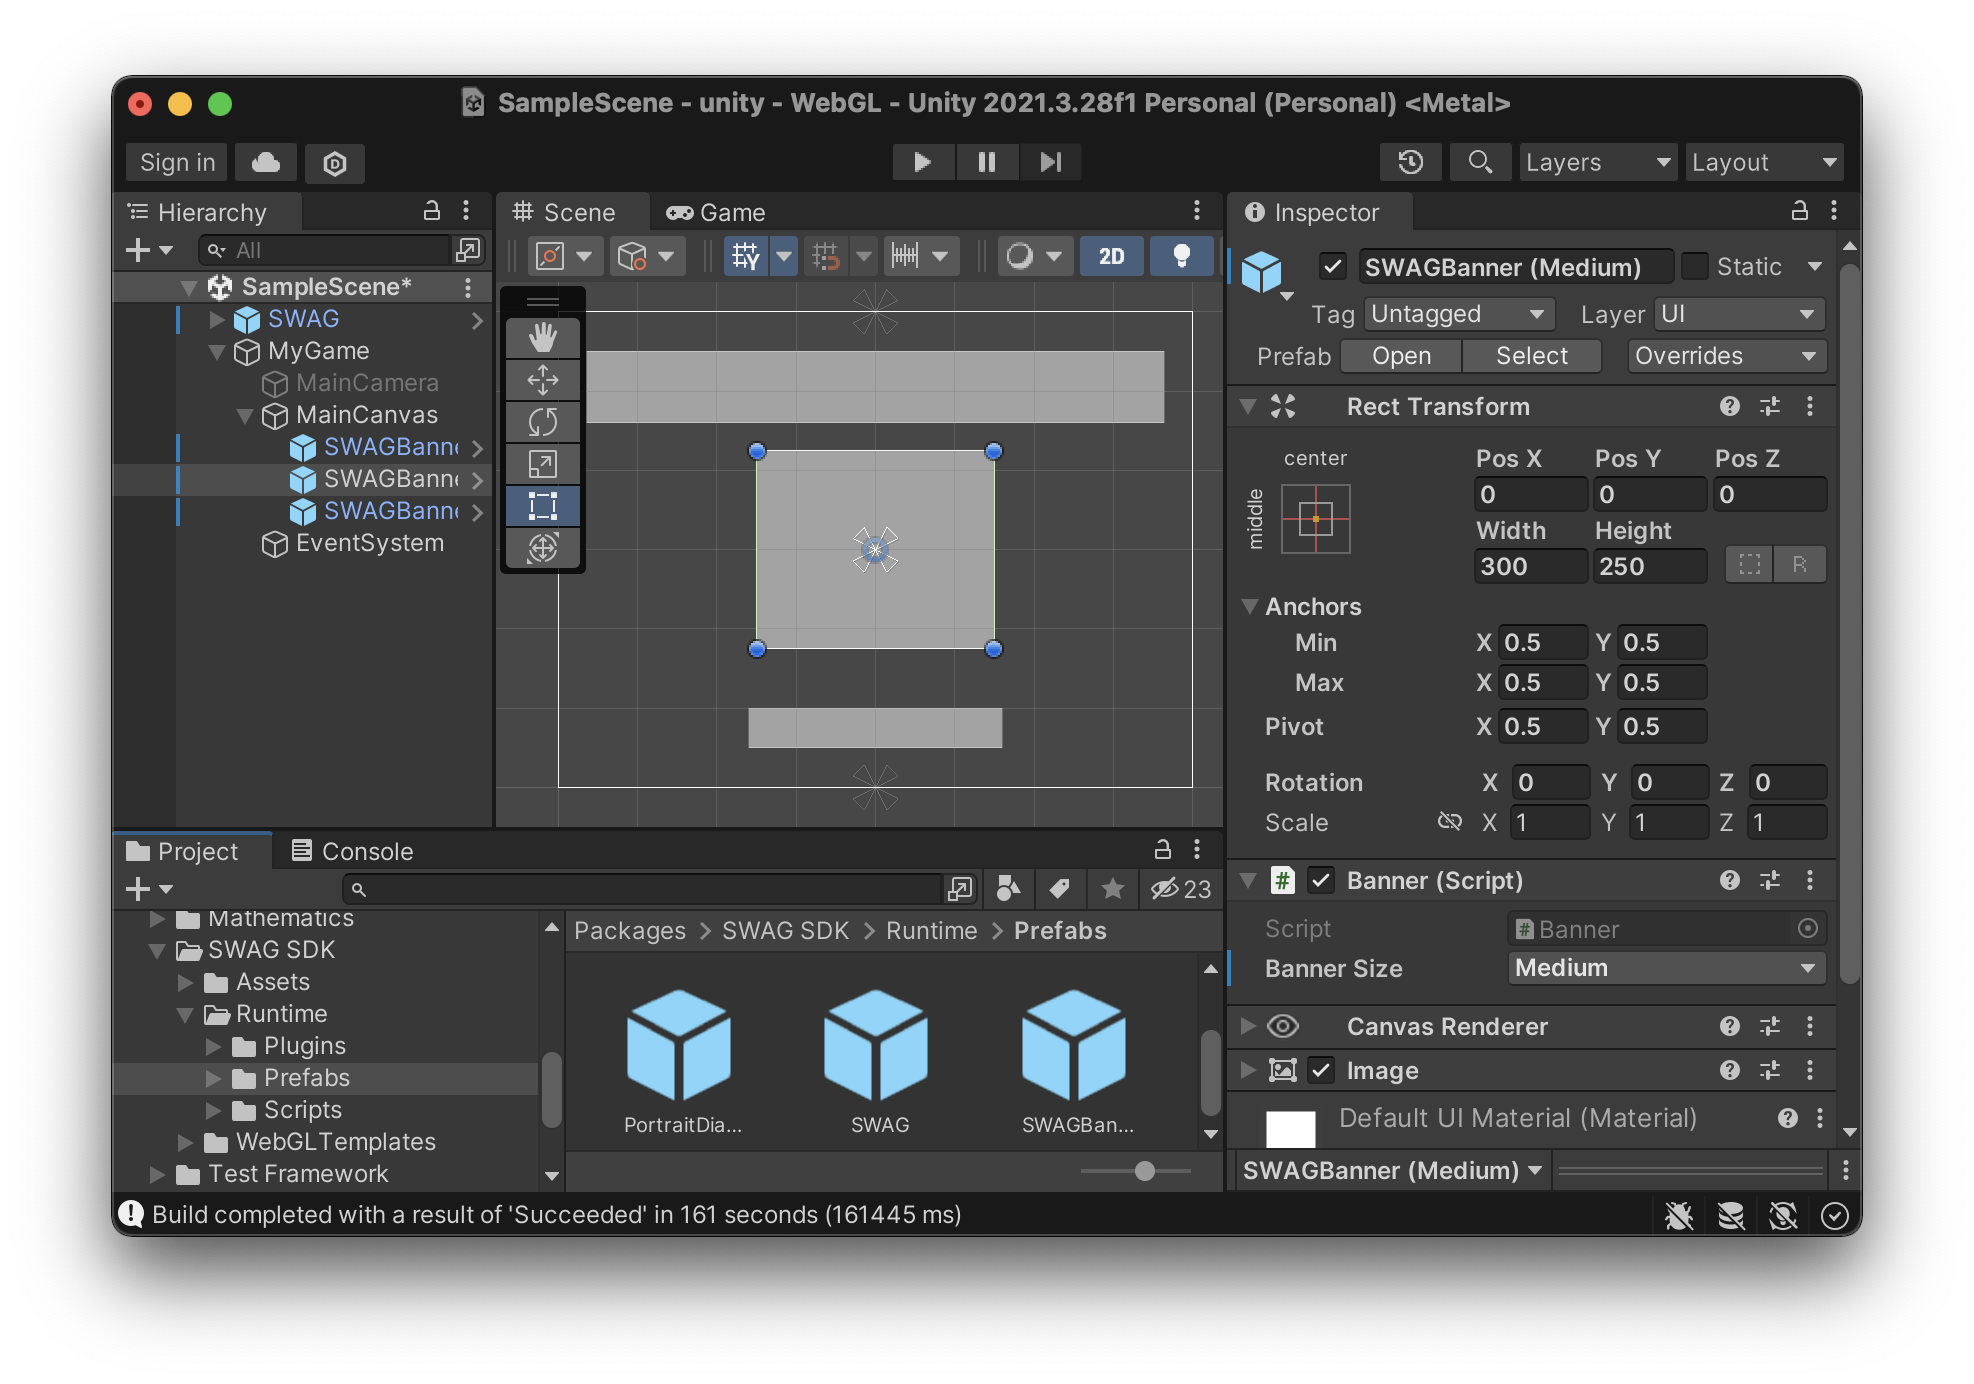 SampleScene - unity - WebGL - Unity 2021.3.28f1 Personal (Personal) <Metal>
Sign in
Layers
Layout
Hierarchy
All
SampleScene*
SWAG
MyGame
MainCamera
MainCanvas
SWAGBanne
SWAGBanne
SWAGBanne
EventSystem
Scene
Game
2D
Inspector
SWAGBanner (Medium)
Static
Tag Untagged Layer UI
Prefab Open Select Overrides
Rect Transform
center
middle
Pos X Pos Y Pos Z
0 0 0
Width Height
300 250 R
Anchors
Min X 0.5 Y 0.5
Max X 0.5 Y 0.5
Pivot X 0.5 Y 0.5
Rotation X 0 Y 0 Z 0
Scale X 1 Y 1 Z 1
# Banner (Script)
Script # Banner
Banner Size Medium
Canvas Renderer
Image
Default UI Material (Material)
SWAGBanner (Medium)
Project
Console
23
Mathematics
SWAG SDK
Assets
Runtime
Plugins
Prefabs
Scripts
WebGLTemplates
Test Framework
Packages > SWAG SDK > Runtime > Prefabs
PortraitDia...
SWAG
SWAGBan...
Build completed with a result of 'Succeeded' in 161 seconds (161445 ms)